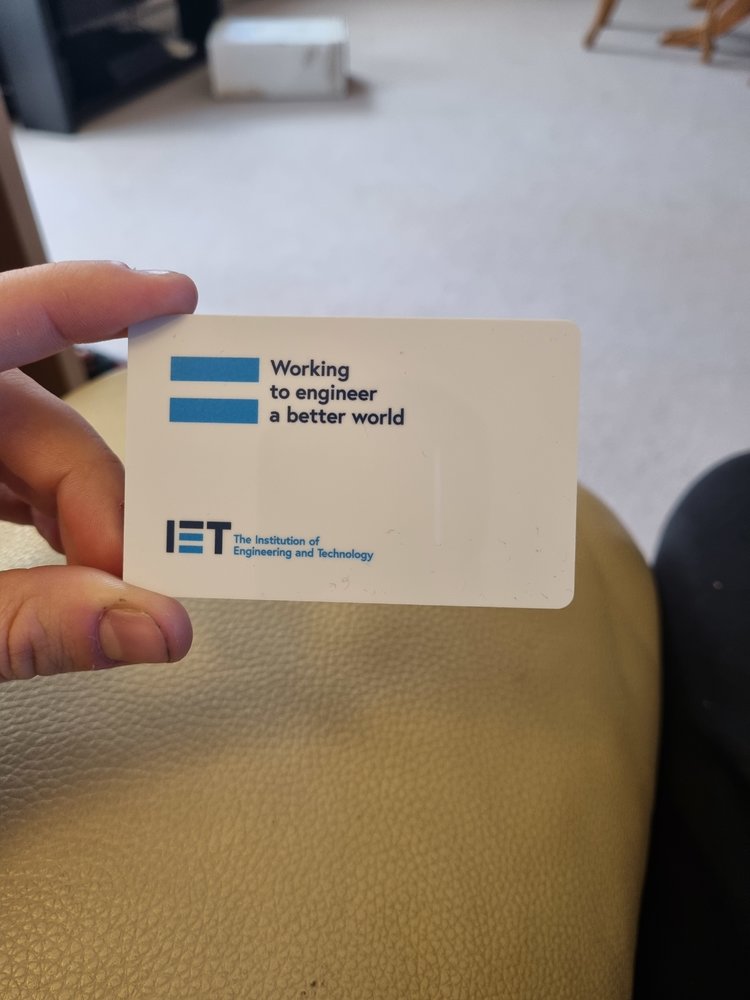 Working
to engineer
a better world
IET
The Institution of
Engineering and Technology